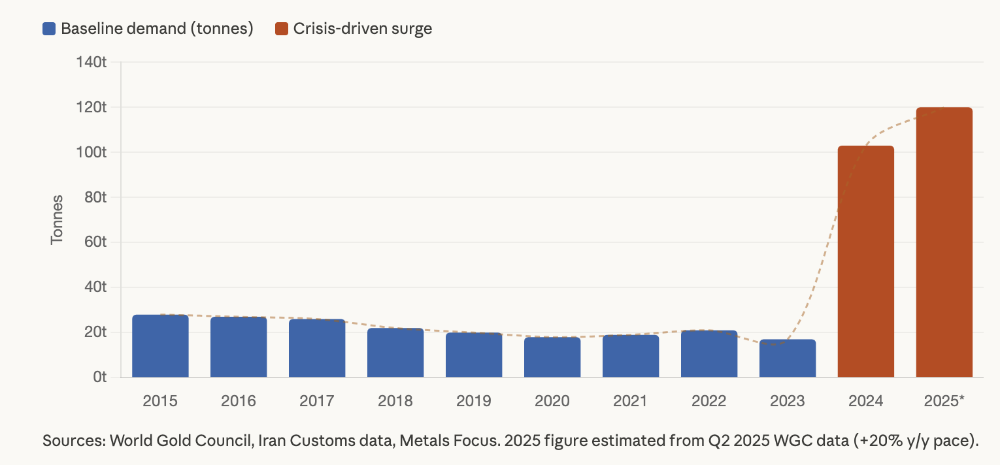 Baseline demand (tonnes) Crisis-driven surge
140t
120t
100t
80t
60t
40t
20t
0t
Tonnes
2015 2016 2017 2018 2019 2020 2021 2022 2023 2024 2025*
Sources: World Gold Council, Iran Customs data, Metals Focus. 2025 figure estimated from Q2 2025 WGC data (+20% y/y pace).